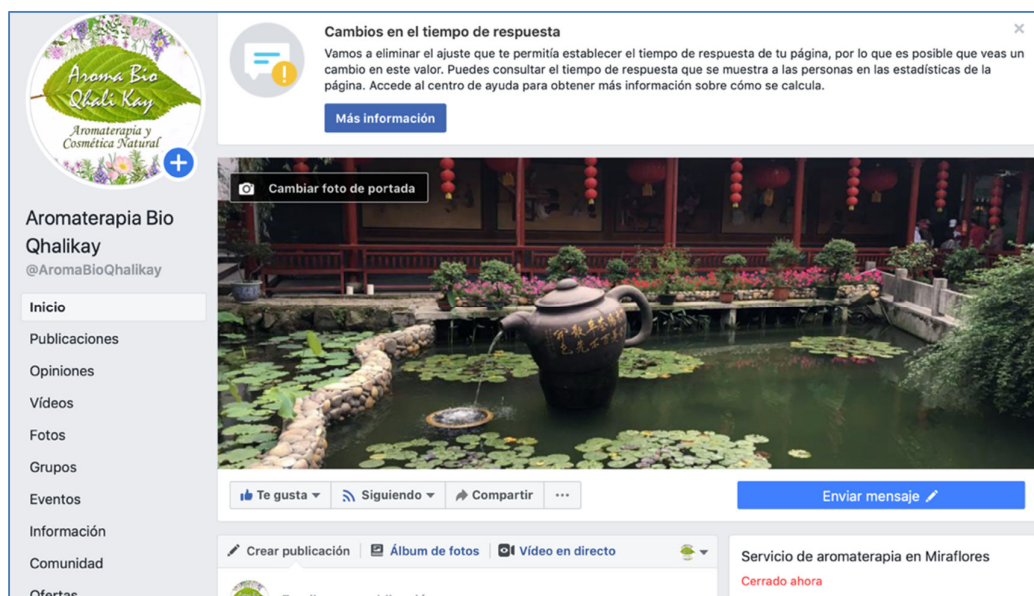 Aroma Bio
Qhali Kay
Aromaterapia y
Cosmética Natural
Aromaterapia Bio
Qhalikay
@AromaBioQhalikay
Inicio
Publicaciones
Opiniones
Vídeos
Fotos
Grupos
Eventos
Información
Comunidad
Ofertas
Cambios en el tiempo de respuesta
Vamos a eliminar el ajuste que te permitía establecer el tiempo de respuesta de tu página, por lo que es posible que veas un
cambio en este valor. Puedes consultar el tiempo de respuesta que se muestra a las personas en las estadísticas de la
página. Accede al centro de ayuda para obtener más información sobre cómo se calcula.
Más información
Cambiar foto de portada
Te gusta
Siguiendo
Compartir
Enviar mensaje
Crear publicación
Álbum de fotos
Vídeo en directo
Servicio de aromaterapia en Miraflores
Cerrado ahora